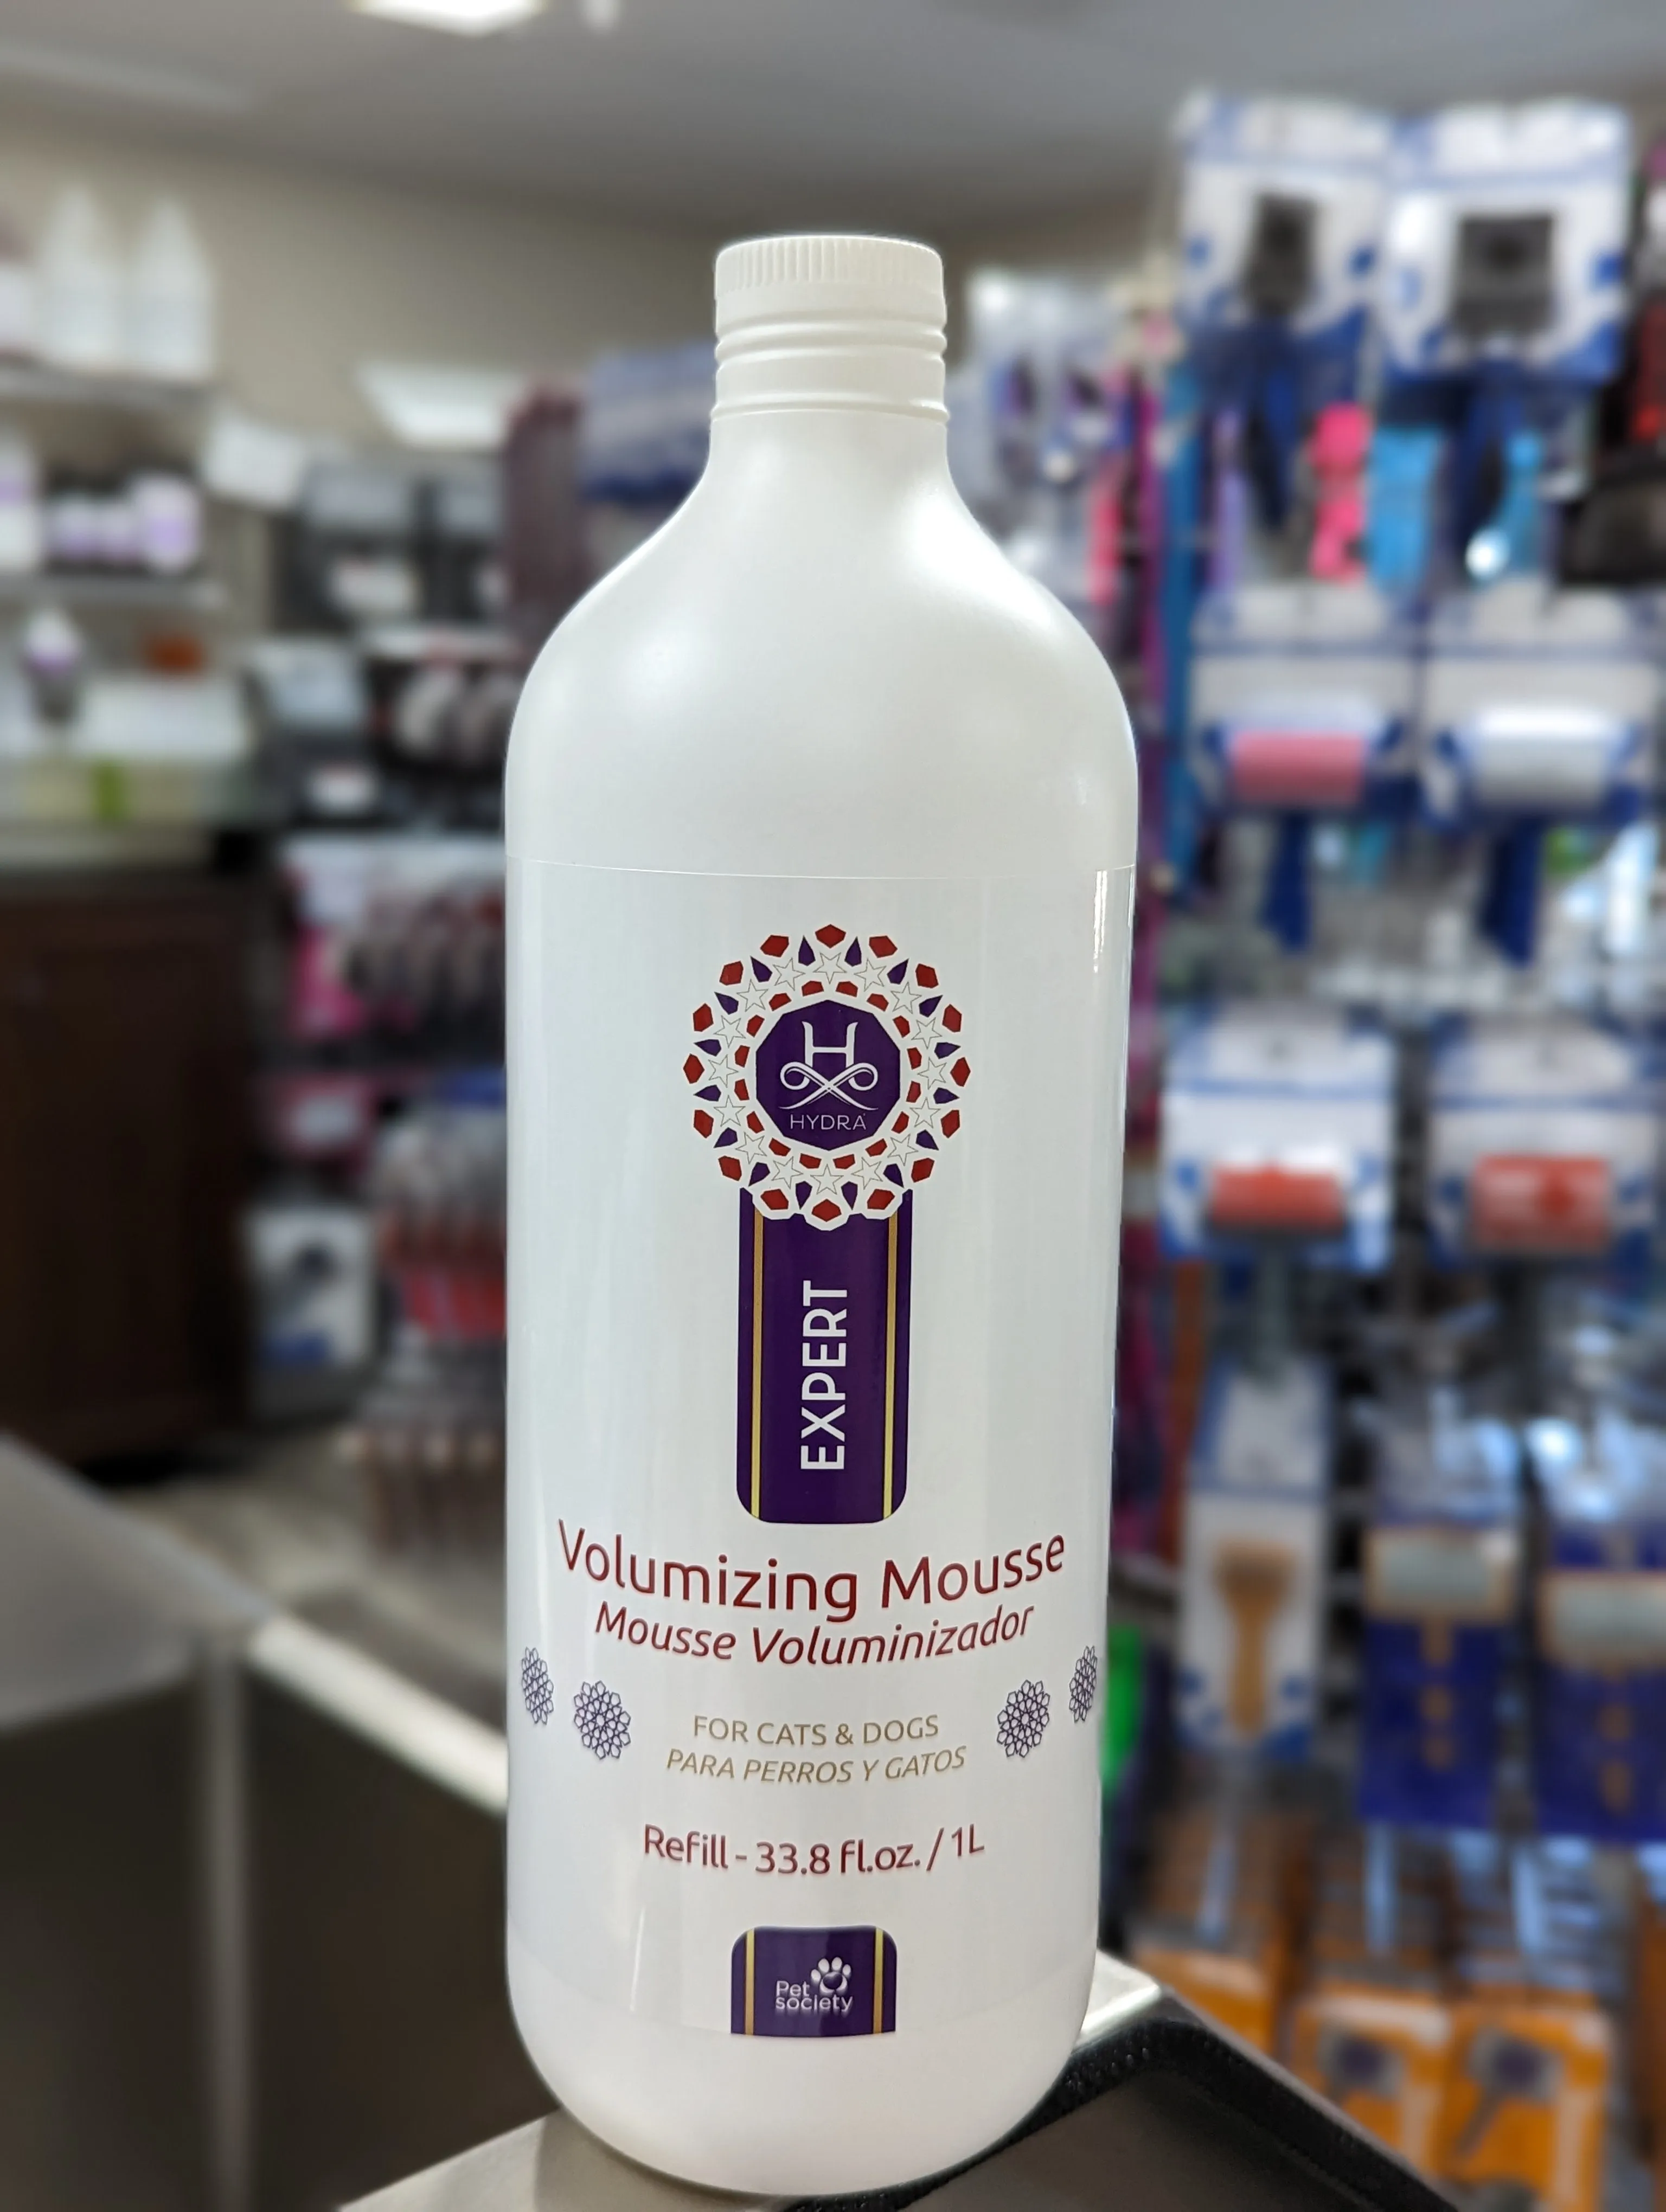 H
HYDRA
EXPERT
Volumizing Mousse
Mousse Voluminizador
FOR CATS & DOGS
PARA PERROS Y GATOS
Refill - 33.8 fl.oz. / 1L
Pet
society